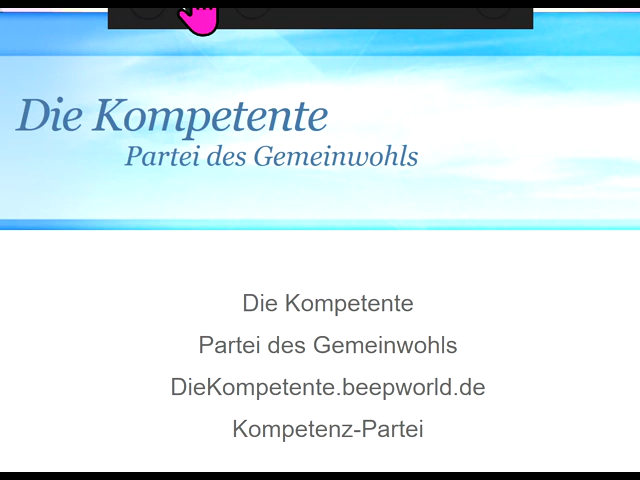 Die Kompetente
Partei des Gemeinwohls
Die Kompetente
Partei des Gemeinwohls
DieKompetente.beepworld.de
Kompetenz-Partei